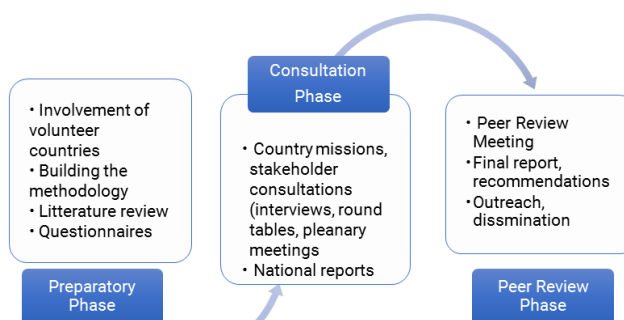 • Involvement of
volunteer
countries
• Building the
methodology
• Litterature review
• Questionnaires
Preparatory
Phase
Consultation
Phase
• Country missions,
stakeholder
consultations
(interviews, round
tables, pleanary
meetings
• National reports
• Peer Review
Meeting
• Final report,
recommendations
• Outreach,
dissmination
Peer Review
Phase